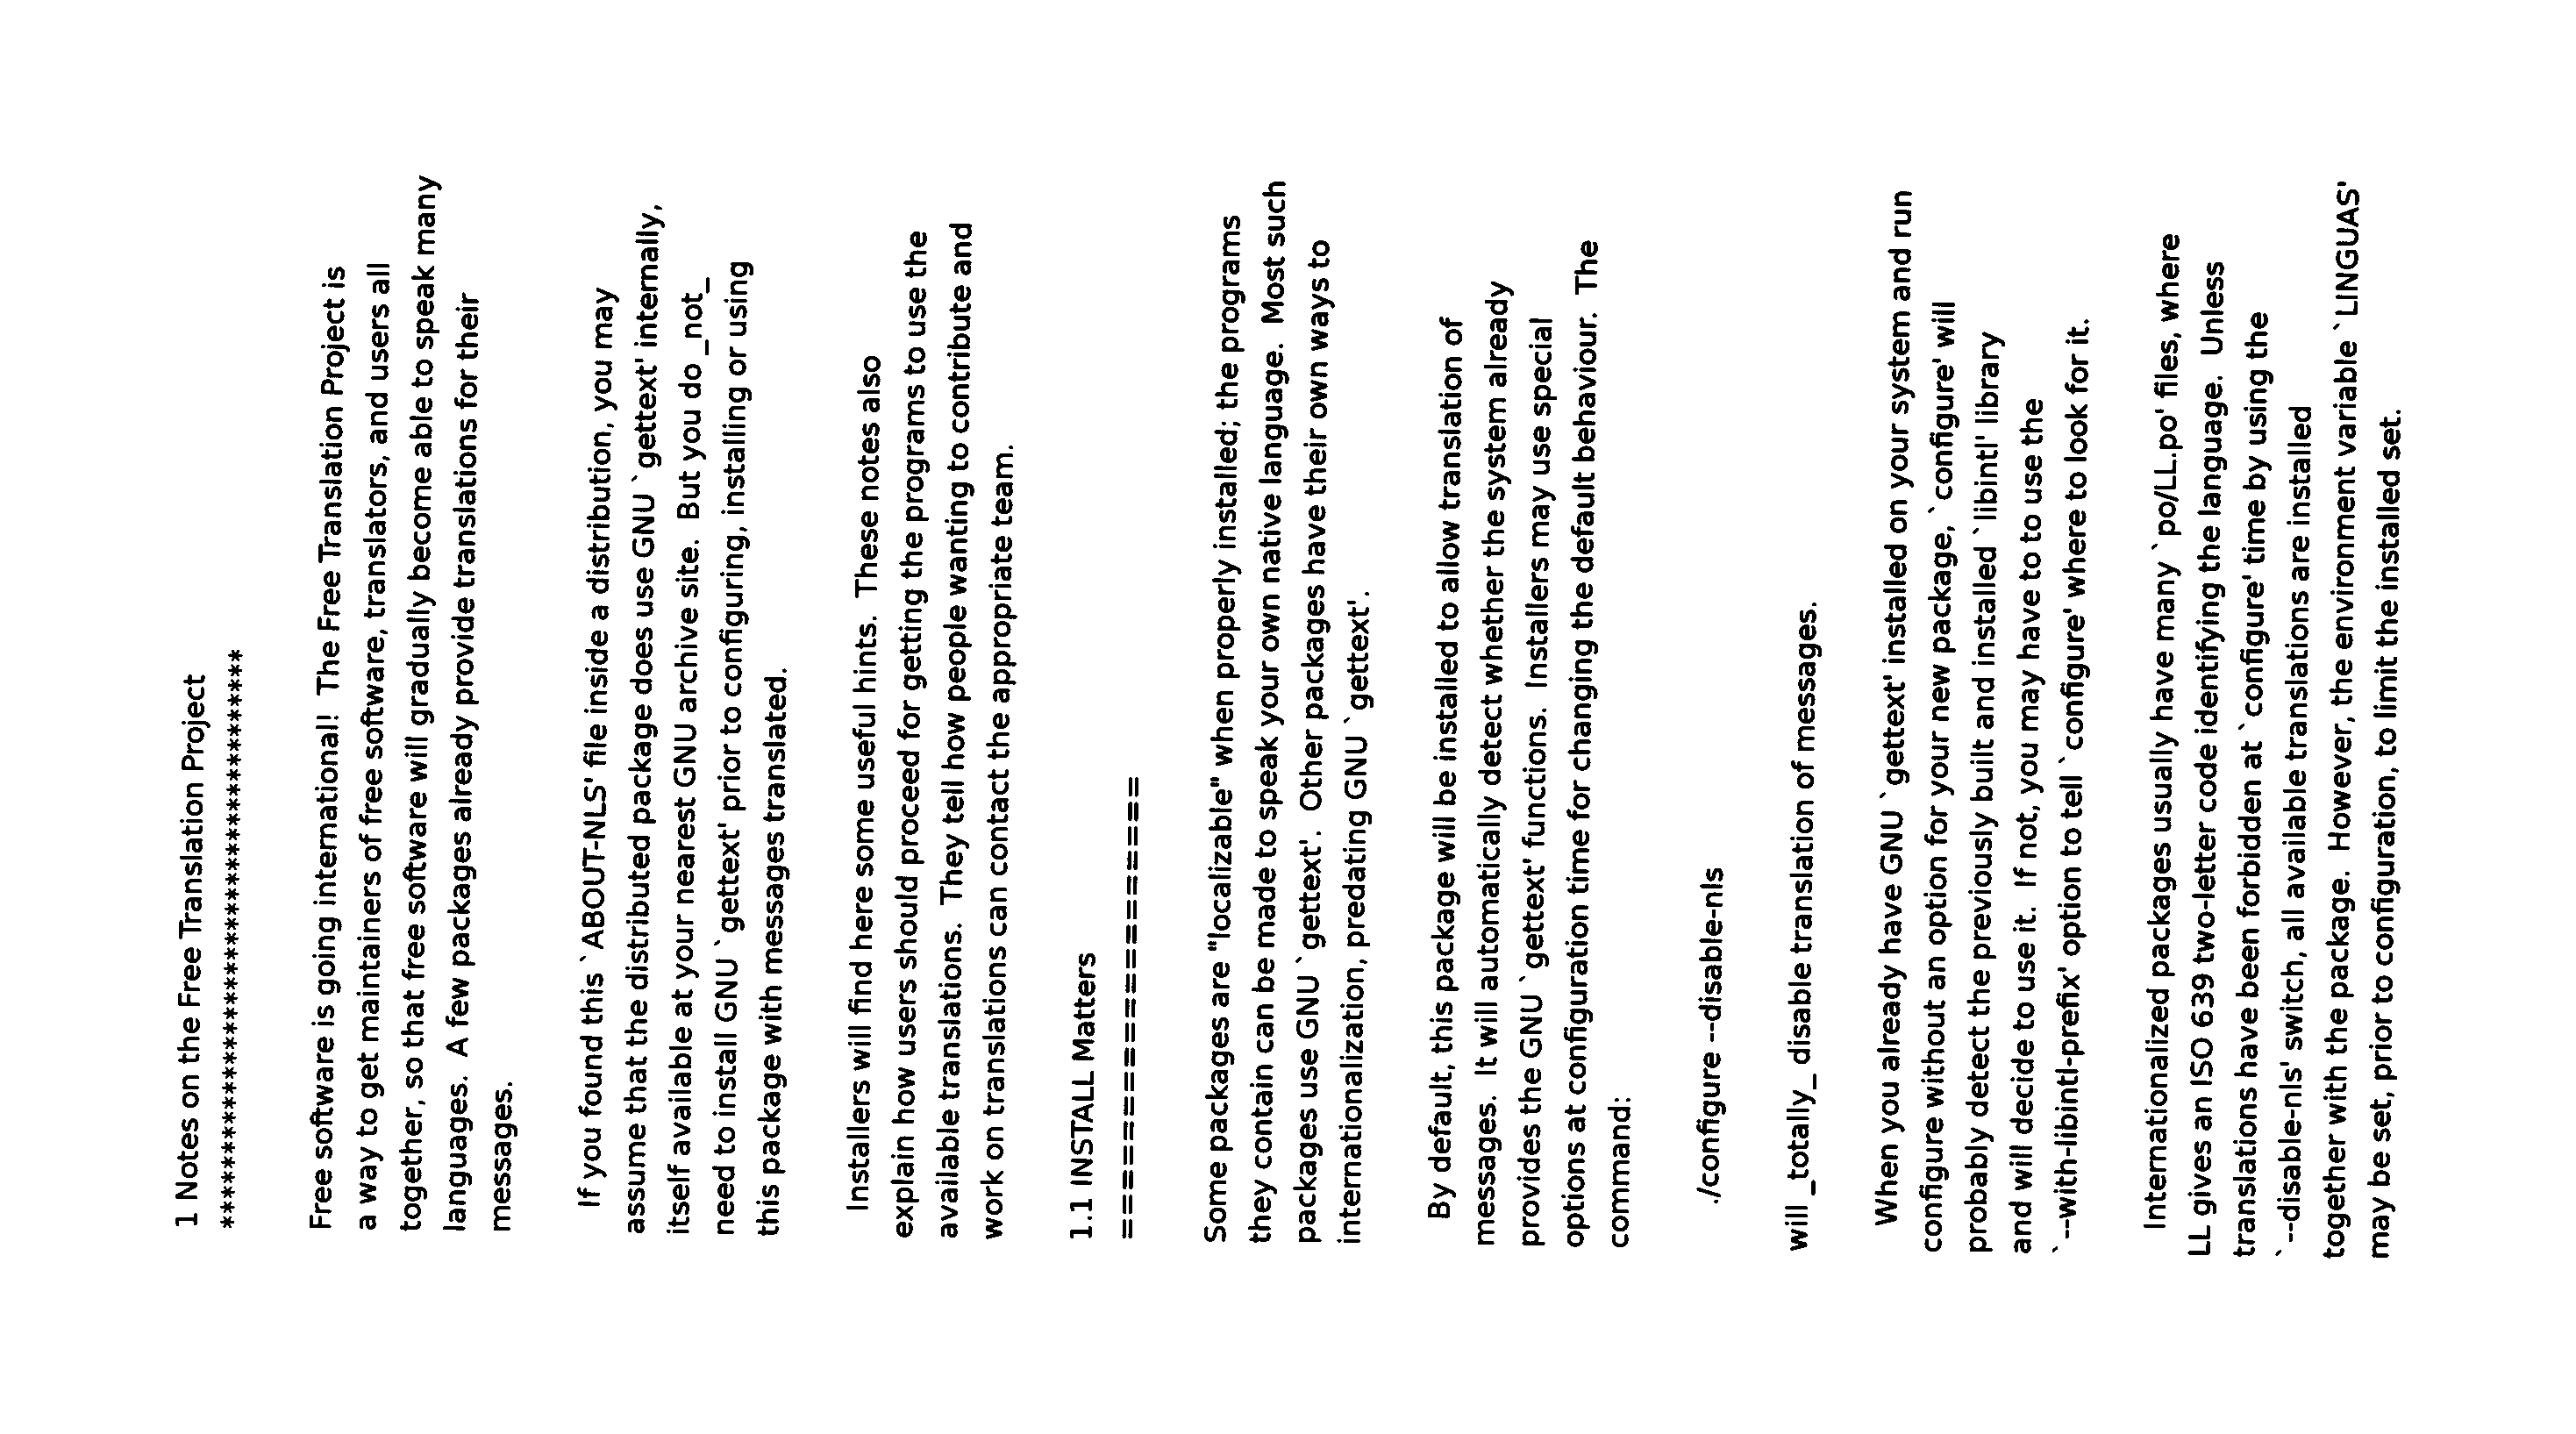 1 Notes on the Free Translation Project
***************************************

Free software is going international!  The Free Translation Project is
a way to get maintainers of free software, translators, and users all
together, so that free software will gradually become able to speak many
languages.  A few packages already provide translations for their
messages.

   If you found this `ABOUT-NLS' file inside a distribution, you may
assume that the distributed package does use GNU `gettext' internally,
itself available at your nearest GNU archive site.  But you do _not_
need to install GNU `gettext' prior to configuring, installing or using
this package with messages translated.

   Installers will find here some useful hints.  These notes also
explain how users should proceed for getting the programs to use the
available translations.  They tell how people wanting to contribute and
work on translations can contact the appropriate team.

1.1 INSTALL Matters
===================

Some packages are "localizable" when properly installed; the programs
they contain can be made to speak your own native language.  Most such
packages use GNU `gettext'.  Other packages have their own ways to
internationalization, predating GNU `gettext'.

   By default, this package will be installed to allow translation of
messages.  It will automatically detect whether the system already
provides the GNU `gettext' functions.  Installers may use special
options at configuration time for changing the default behaviour.  The
command:

     ./configure --disable-nls

will _totally_ disable translation of messages.

   When you already have GNU `gettext' installed on your system and run
configure without an option for your new package, `configure' will
probably detect the previously built and installed `libintl' library
and will decide to use it.  If not, you may have to to use the
`--with-libintl-prefix' option to tell `configure' where to look for it.

   Internationalized packages usually have many `po/LL.po' files, where
LL gives an ISO 639 two-letter code identifying the language.  Unless
translations have been forbidden at `configure' time by using the
`--disable-nls' switch, all available translations are installed
together with the package.  However, the environment variable `LINGUAS'
may be set, prior to configuration, to limit the installed set.